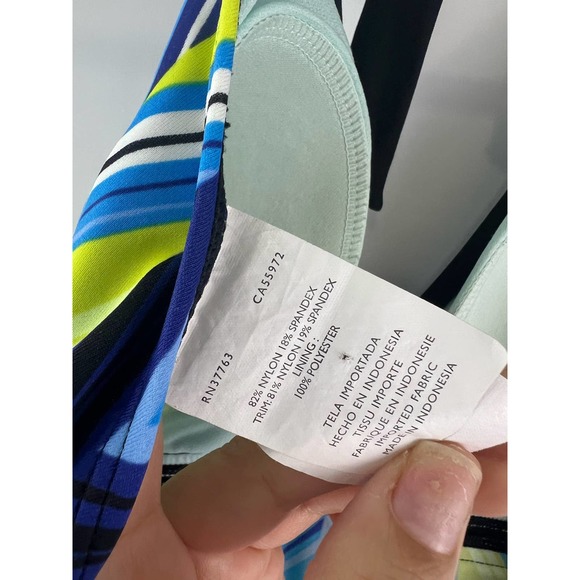 RN37763
CA55972
82% NYLON 18% SPANDEX
TRIM: 81% NYLON 19% SPANDEX
LINING :
100% POLYESTER
TELA IMPORTADA
HECHO EN INDONESIA
TISSU IMPORTE
FABRIQUE EN INDONESIE
IMPORTED FABRIC
MADE IN INDONESIA